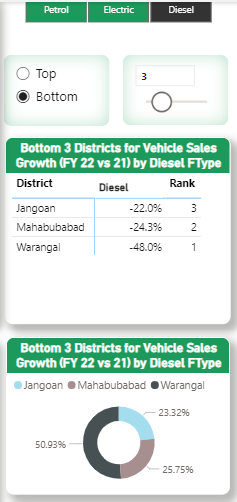 Petrol Electric Diesel
Top
3
Bottom
Bottom 3 Districts for Vehicle Sales
Growth (FY 22 vs 21) by Diesel FType
District Diesel Rank
Jangoan -22.0% 3
Mahabubabad -24.3% 2
Warangal -48.0% 1
Bottom 3 Districts for Vehicle Sales
Growth (FY 22 vs 21) by Diesel FType
Jangoan Mahabubabad Warangal
23.32%
50.93%
25.75%